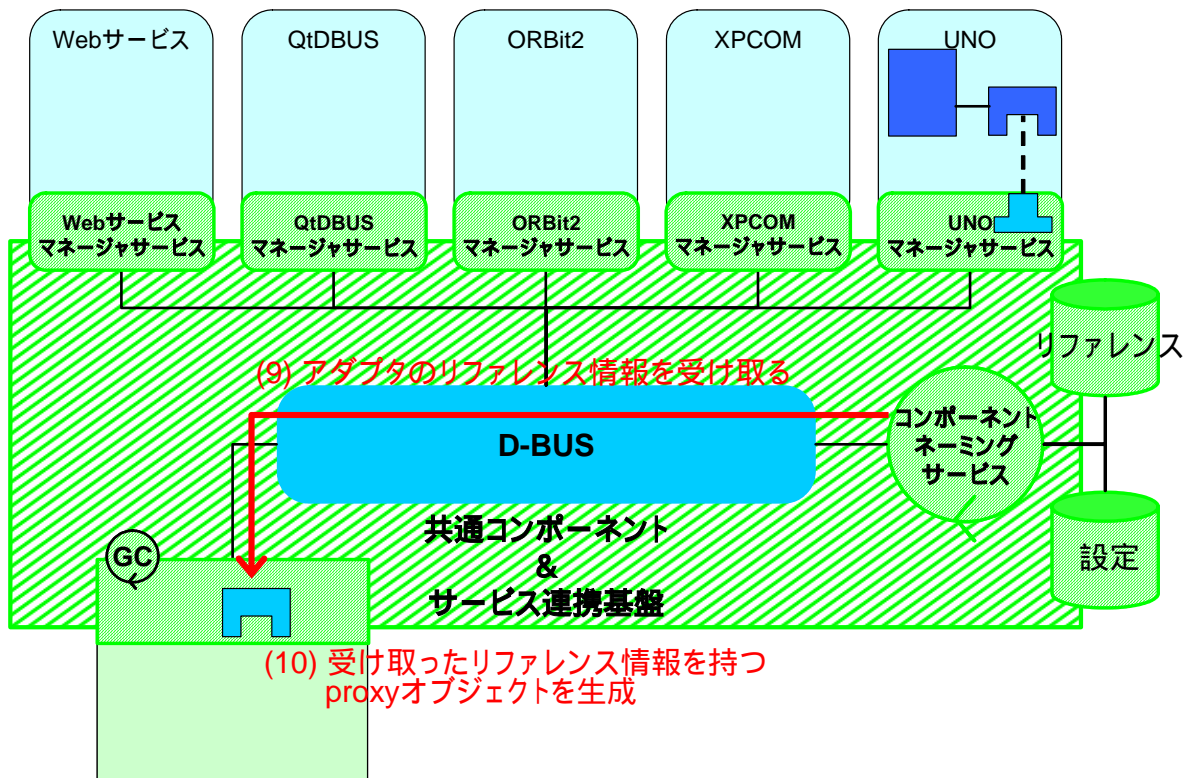 Webサービス
QtDBUS
ORBit2
XPCOM
UNO
Webサービス
マネージャサービス
QtDBUS
マネージャサービス
ORBit2
マネージャサービス
XPCOM
マネージャサービス
UNO
マネージャサービス
リファレンス
(9) アダプタのリファレンス情報を受け取る
D-BUS
コンポーネント
ネーミング
サービス
共通コンポーネント
&
サービス連携基盤
設定
GC
(10) 受け取ったリファレンス情報を持つ
proxyオブジェクトを生成